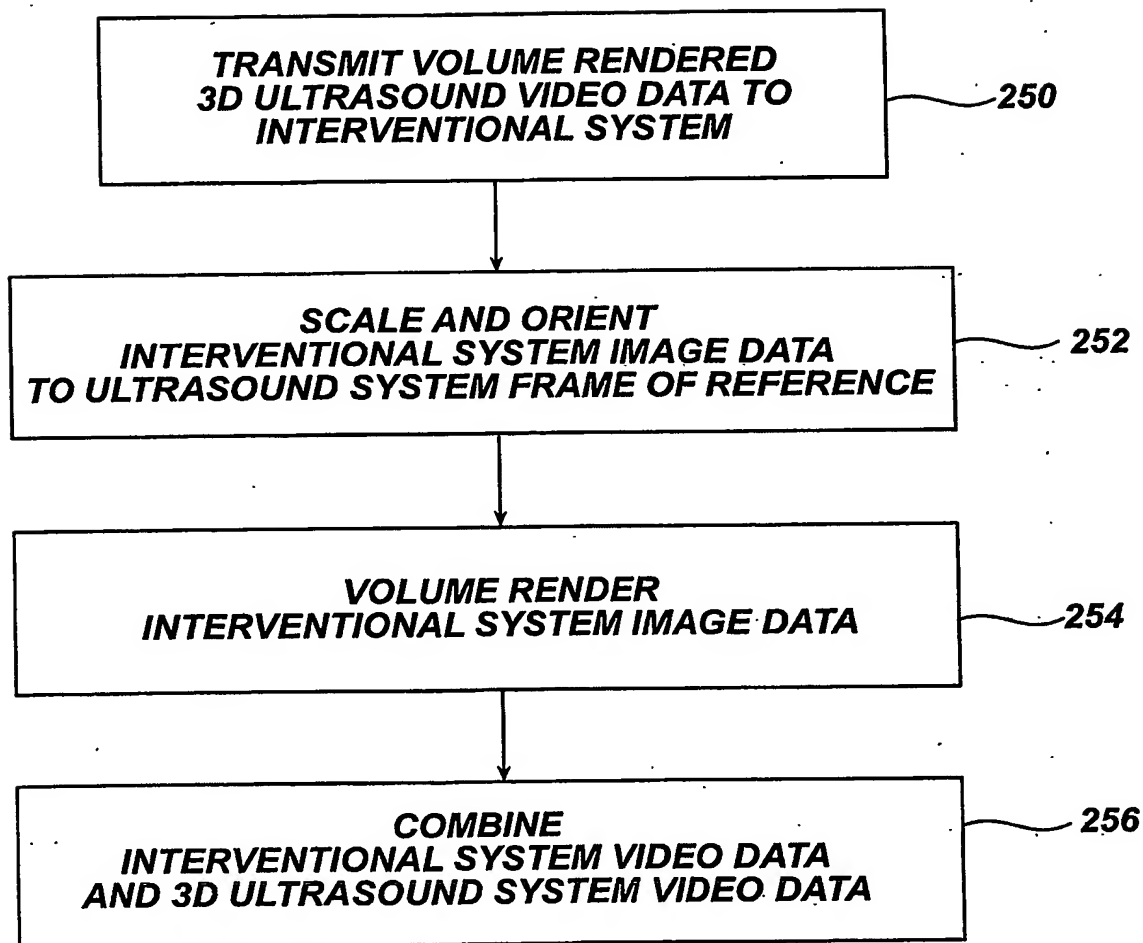 TRANSMIT VOLUME RENDERED
3D ULTRASOUND VIDEO DATA TO
INTERVENTIONAL SYSTEM
250
SCALE AND ORIENT
INTERVENTIONAL SYSTEM IMAGE DATA
TO ULTRASOUND SYSTEM FRAME OF REFERENCE
252
VOLUME RENDER
INTERVENTIONAL SYSTEM IMAGE DATA
254
COMBINE
INTERVENTIONAL SYSTEM VIDEO DATA
AND 3D ULTRASOUND SYSTEM VIDEO DATA
256